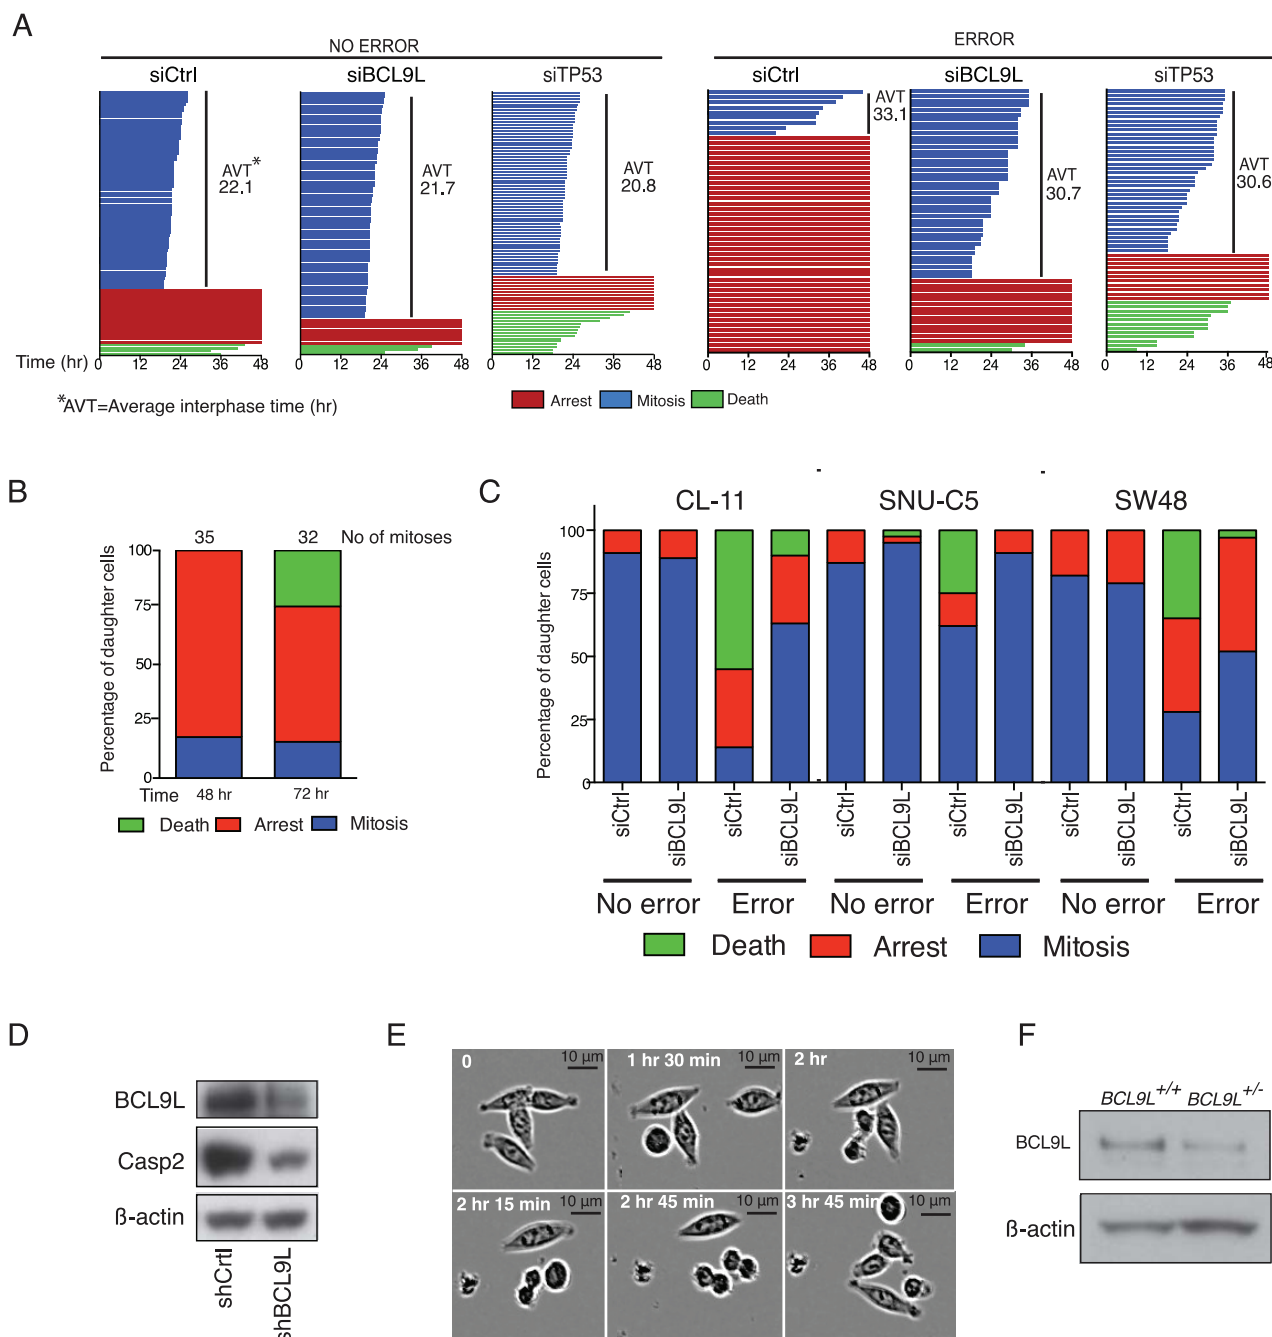 A
NO ERROR
ERROR
siCtrl
siBCL9L
siTP53
siCtrl
siBCL9L
siTP53
AVT*
22.1
AVT
21.7
AVT
20.8
AVT
33.1
AVT
30.7
AVT
30.6
Time (hr)
0 12 24 36 48
0 12 24 36 48
0 12 24 36 48
0 12 24 36 48
0 12 24 36 48
0 12 24 36 48
*AVT=Average interphase time (hr)
Arrest Mitosis Death
B
35 32 No of mitoses
Percentage of daughter cells
100
75
50
25
0
Time 48 hr 72 hr
Death Arrest Mitosis
C
CL-11 SNU-C5 SW48
Percentage of daughter cells
100
75
50
25
0
siCtrl
siBCL9L
siCtrl
siBCL9L
siCtrl
siBCL9L
siCtrl
siBCL9L
siCtrl
siBCL9L
siCtrl
siBCL9L
No error Error No error Error No error Error
Death Arrest Mitosis
D
BCL9L
Casp2
ß-actin
shCrtl
shBCL9L
E
0 10 µm
1 hr 30 min 10 µm
2 hr 10 µm
2 hr 15 min 10 µm
2 hr 45 min 10 µm
3 hr 45 min 10 µm
F
BCL9L+/+ BCL9L+/-
BCL9L
ß-actin